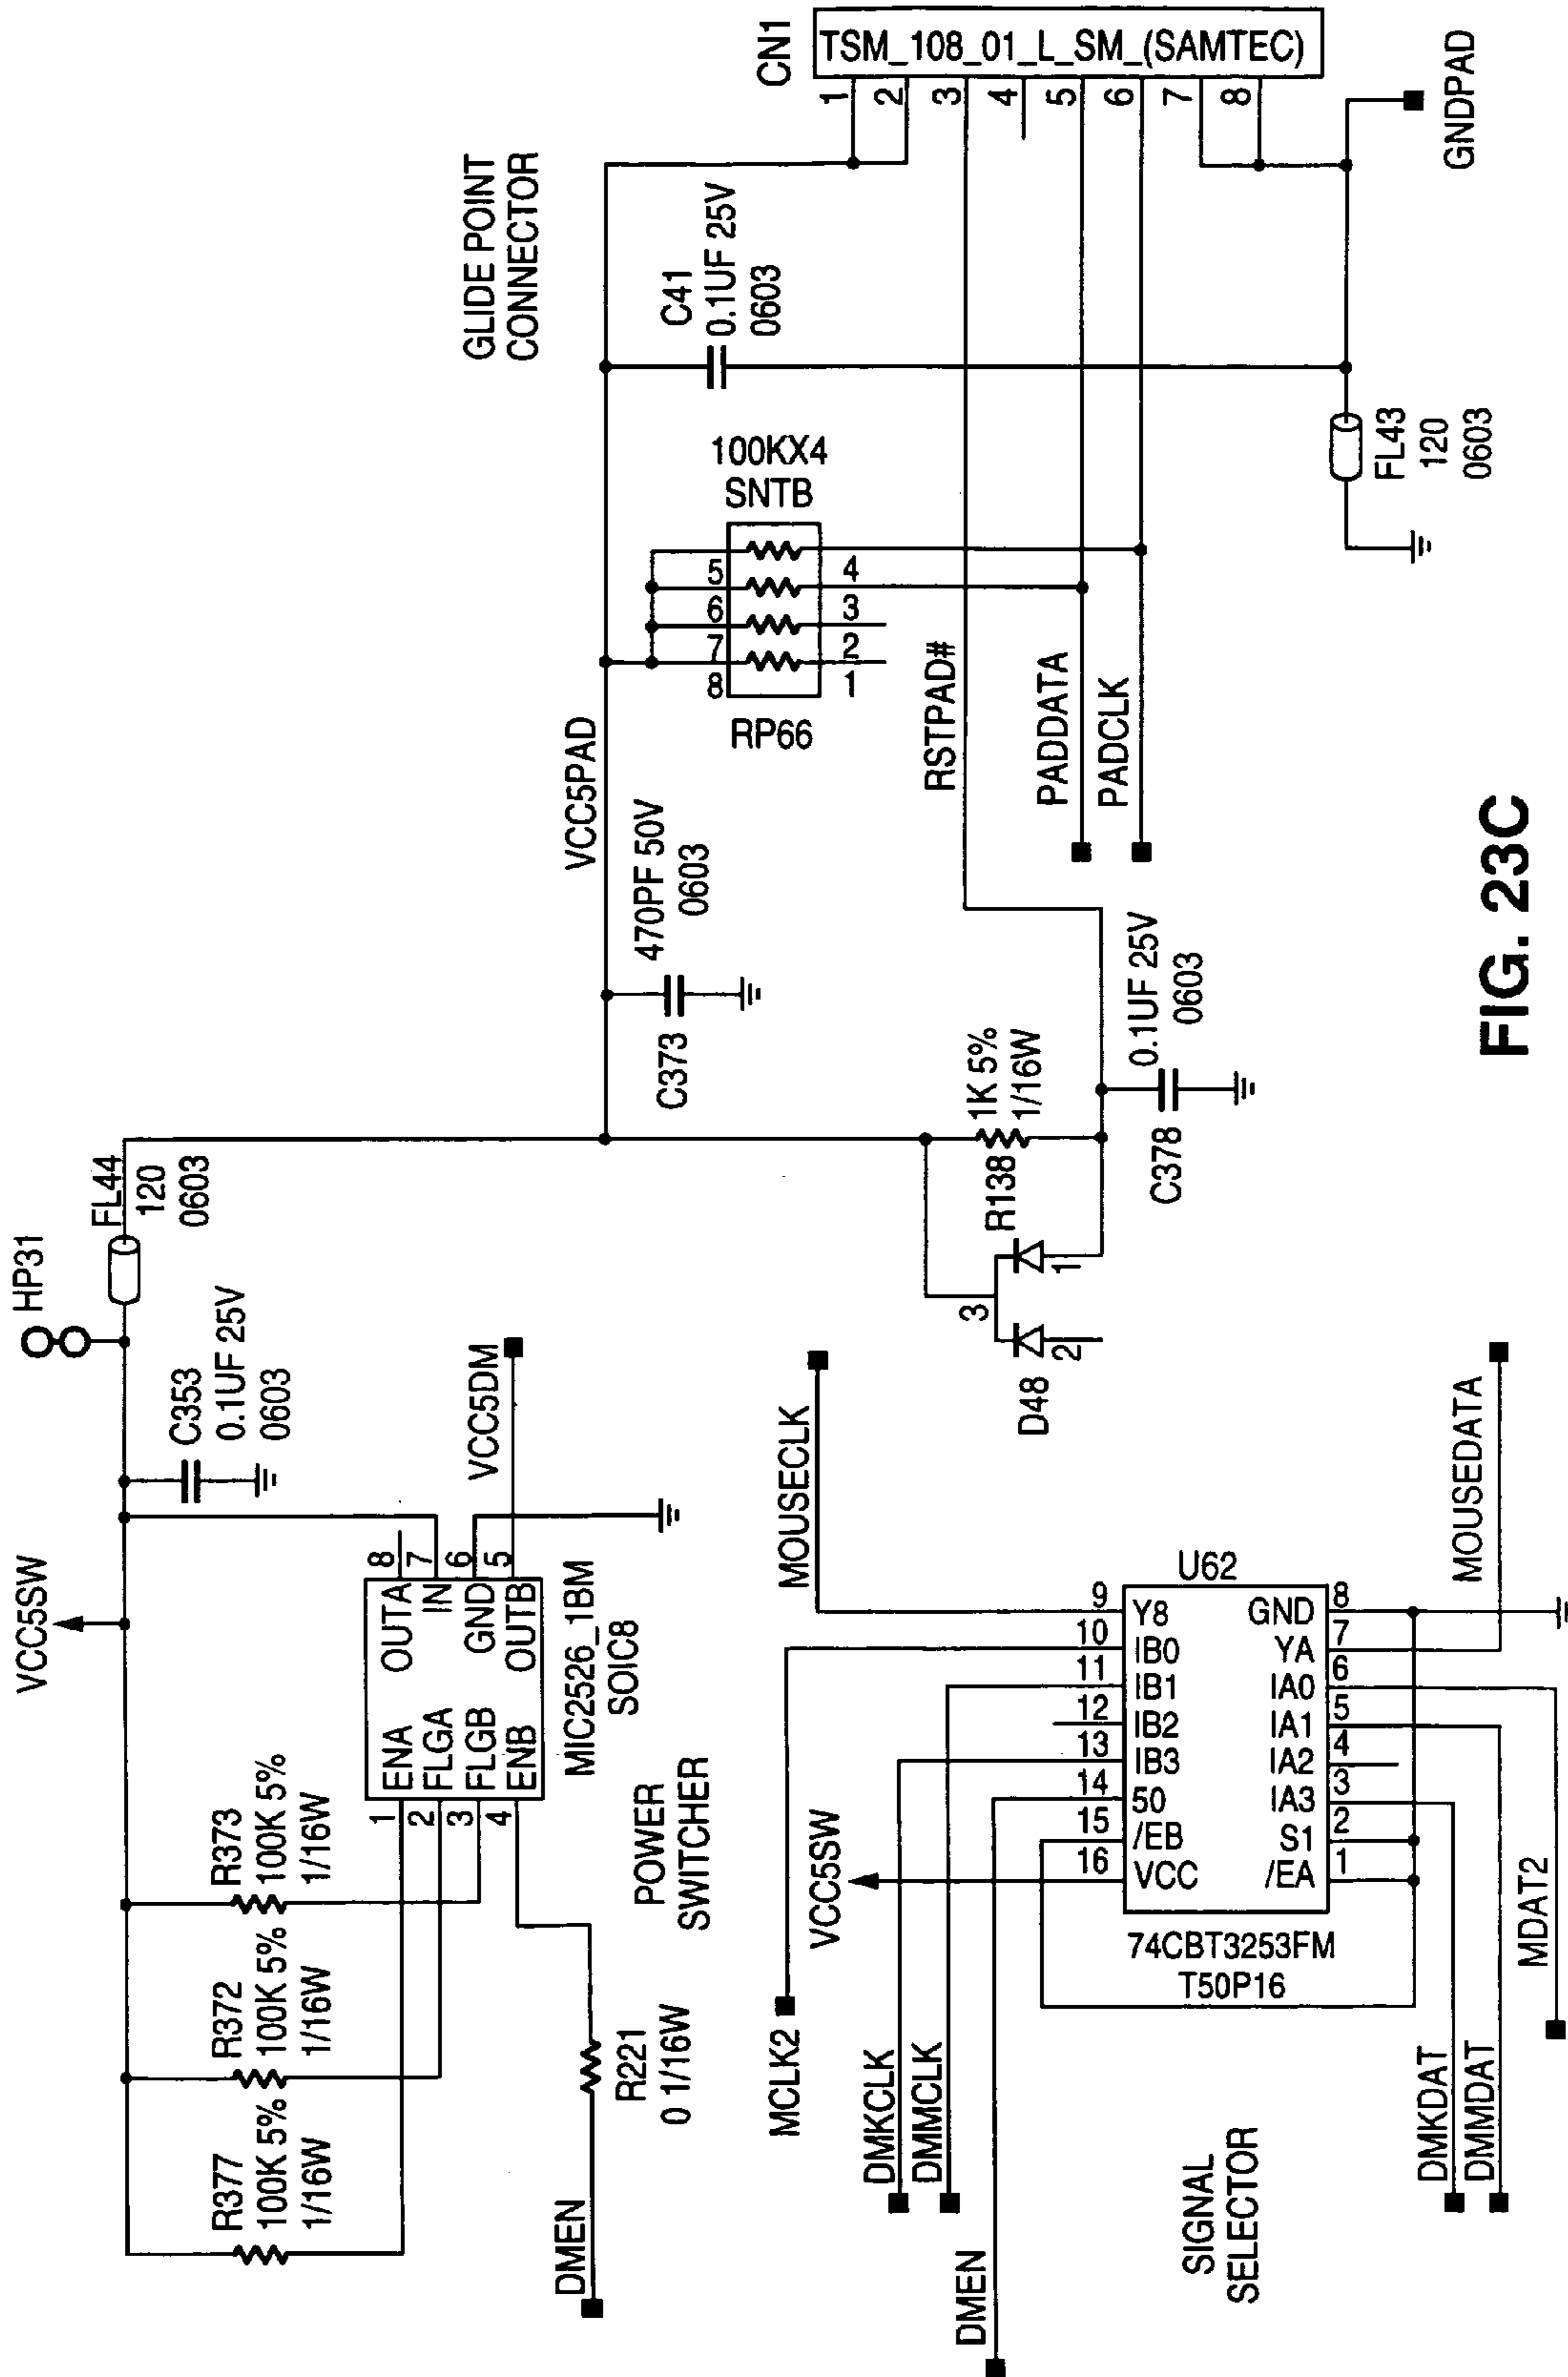 VCC5SW
HP31
C353
0.1UF 25V
0603
FL44
120
0603
R377
100K 5%
1/16W
R372
100K 5%
1/16W
R373
100K 5%
1/16W
1
2
3
4
ENA
FLGA
FLGB
ENB
OUTA
IN
GND
OUTB
8
7
6
5
MIC2526_1BM
SOIC8
VCC5DM
POWER
SWITCHER
DMEN
R221
0 1/16W
VCC5PAD
C373
470PF 50V
0603
100KX4
SNTB
5
6
7
8
4
3
2
1
RP66
C41
0.1UF 25V
0603
GLIDE POINT
CONNECTOR
CN1
TSM_108_01_L_SM_(SAMTEC)
1
2
3
4
5
6
7
8
GNDPAD
FL43
120
0603
RSTPAD#
PADDATA
PADCLK
R138
1K 5%
1/16W
C378
0.1UF 25V
0603
D48
3
2
1
MOUSECLK
MCLK2
VCC5SW
DMKCLK
DMMCLK
DMEN
U62
9
10
11
12
13
14
15
16
Y8
IB0
IB1
IB2
IB3
50
/EB
VCC
GND
YA
IA0
IA1
IA2
IA3
S1
/EA
8
7
6
5
4
3
2
1
74CBT3253FM
T50P16
MOUSEDATA
MDAT2
DMKDAT
DMMDAT
SIGNAL
SELECTOR
FIG. 23C